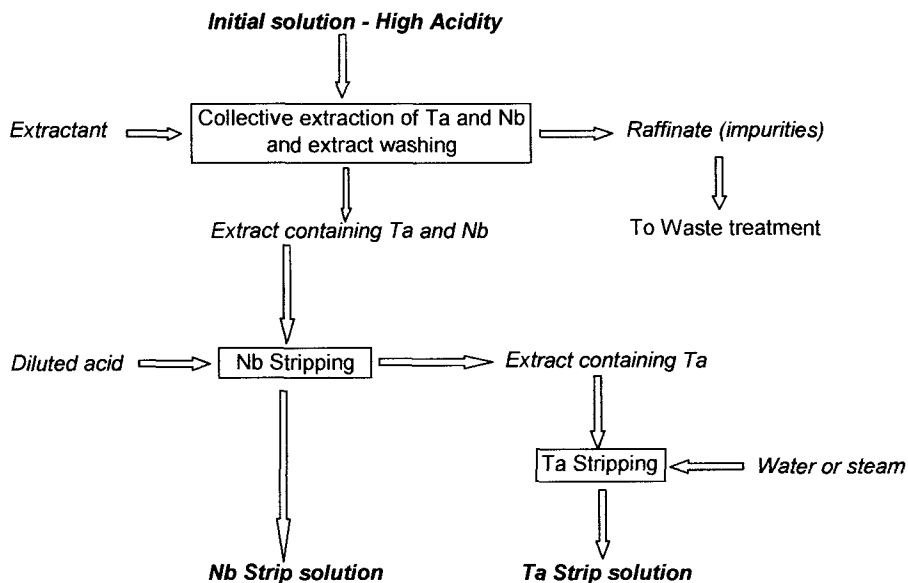 Initial solution - High Acidity
Extractant
Collective extraction of Ta and Nb
and extract washing
Raffinate (impurities)
Extract containing Ta and Nb
To Waste treatment
Diluted acid
Nb Stripping
Extract containing Ta
Ta Stripping
Water or steam
Nb Strip solution
Ta Strip solution